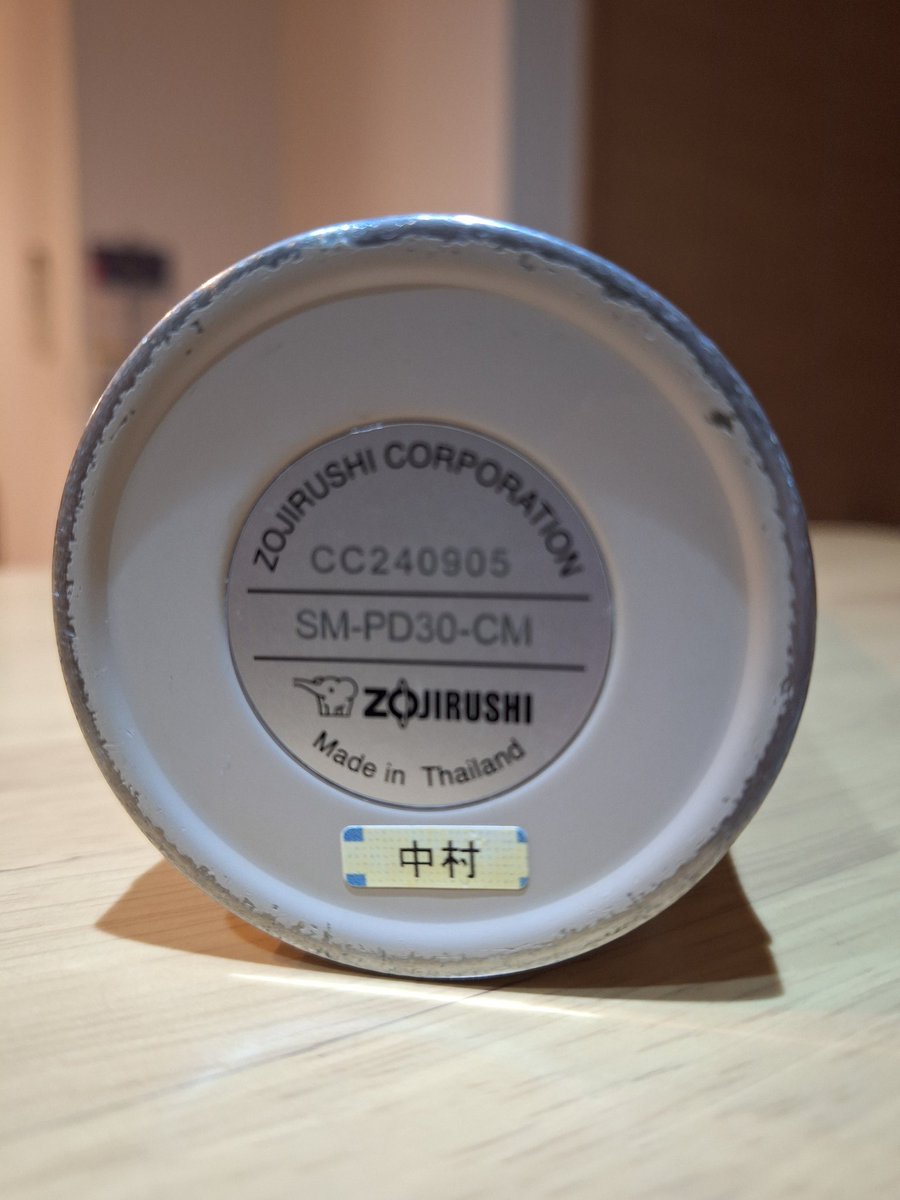 ZOJIRUSHI CORPORATION
CC240905
SM-PD30-CM
ZOJIRUSHI
Made in Thailand
中村